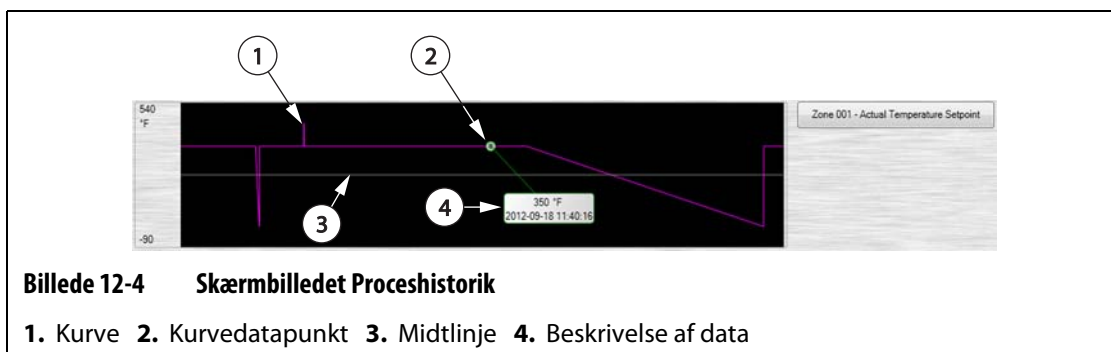 1
2
540
°F
Zone 001 - Actual Temperature Setpoint
3
4
350 °F
2012-09-18 11:40:16
-90
Billede 12-4 Skærmbilledet Proceshistorik
1. Kurve 2. Kurvedatapunkt 3. Midtlinje 4. Beskrivelse af data